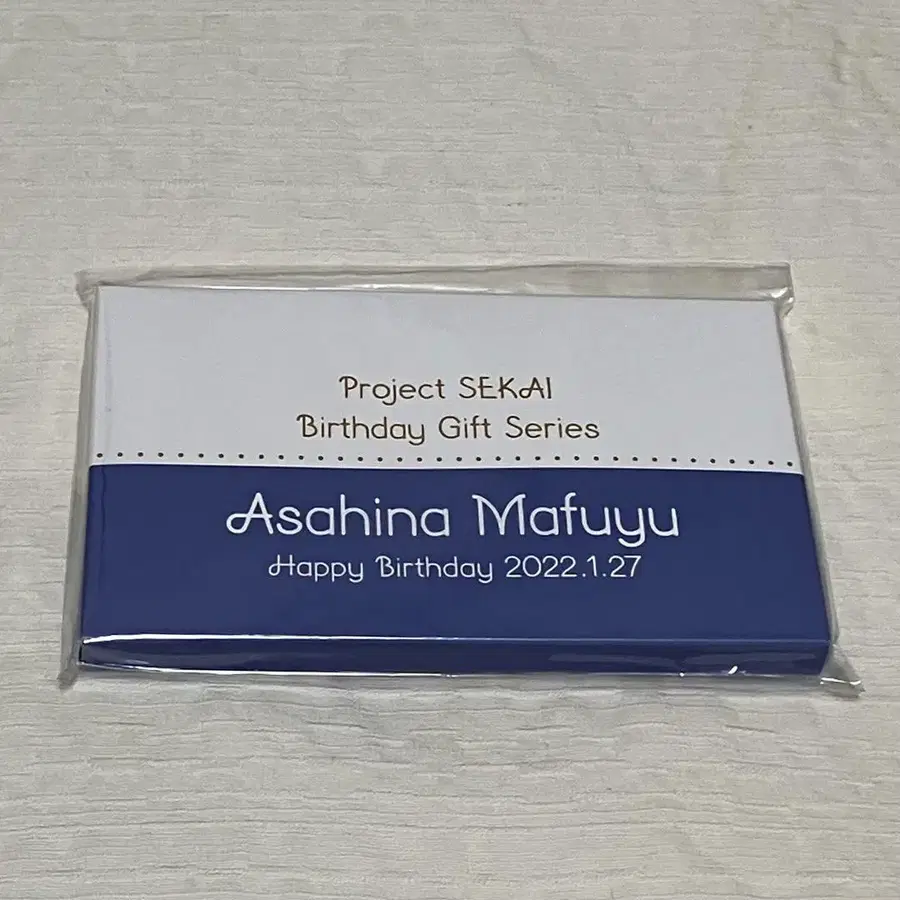 Project SEKAI
Birthday Gift Series
Asahina Mafuyu
Happy Birthday 2022.1.27